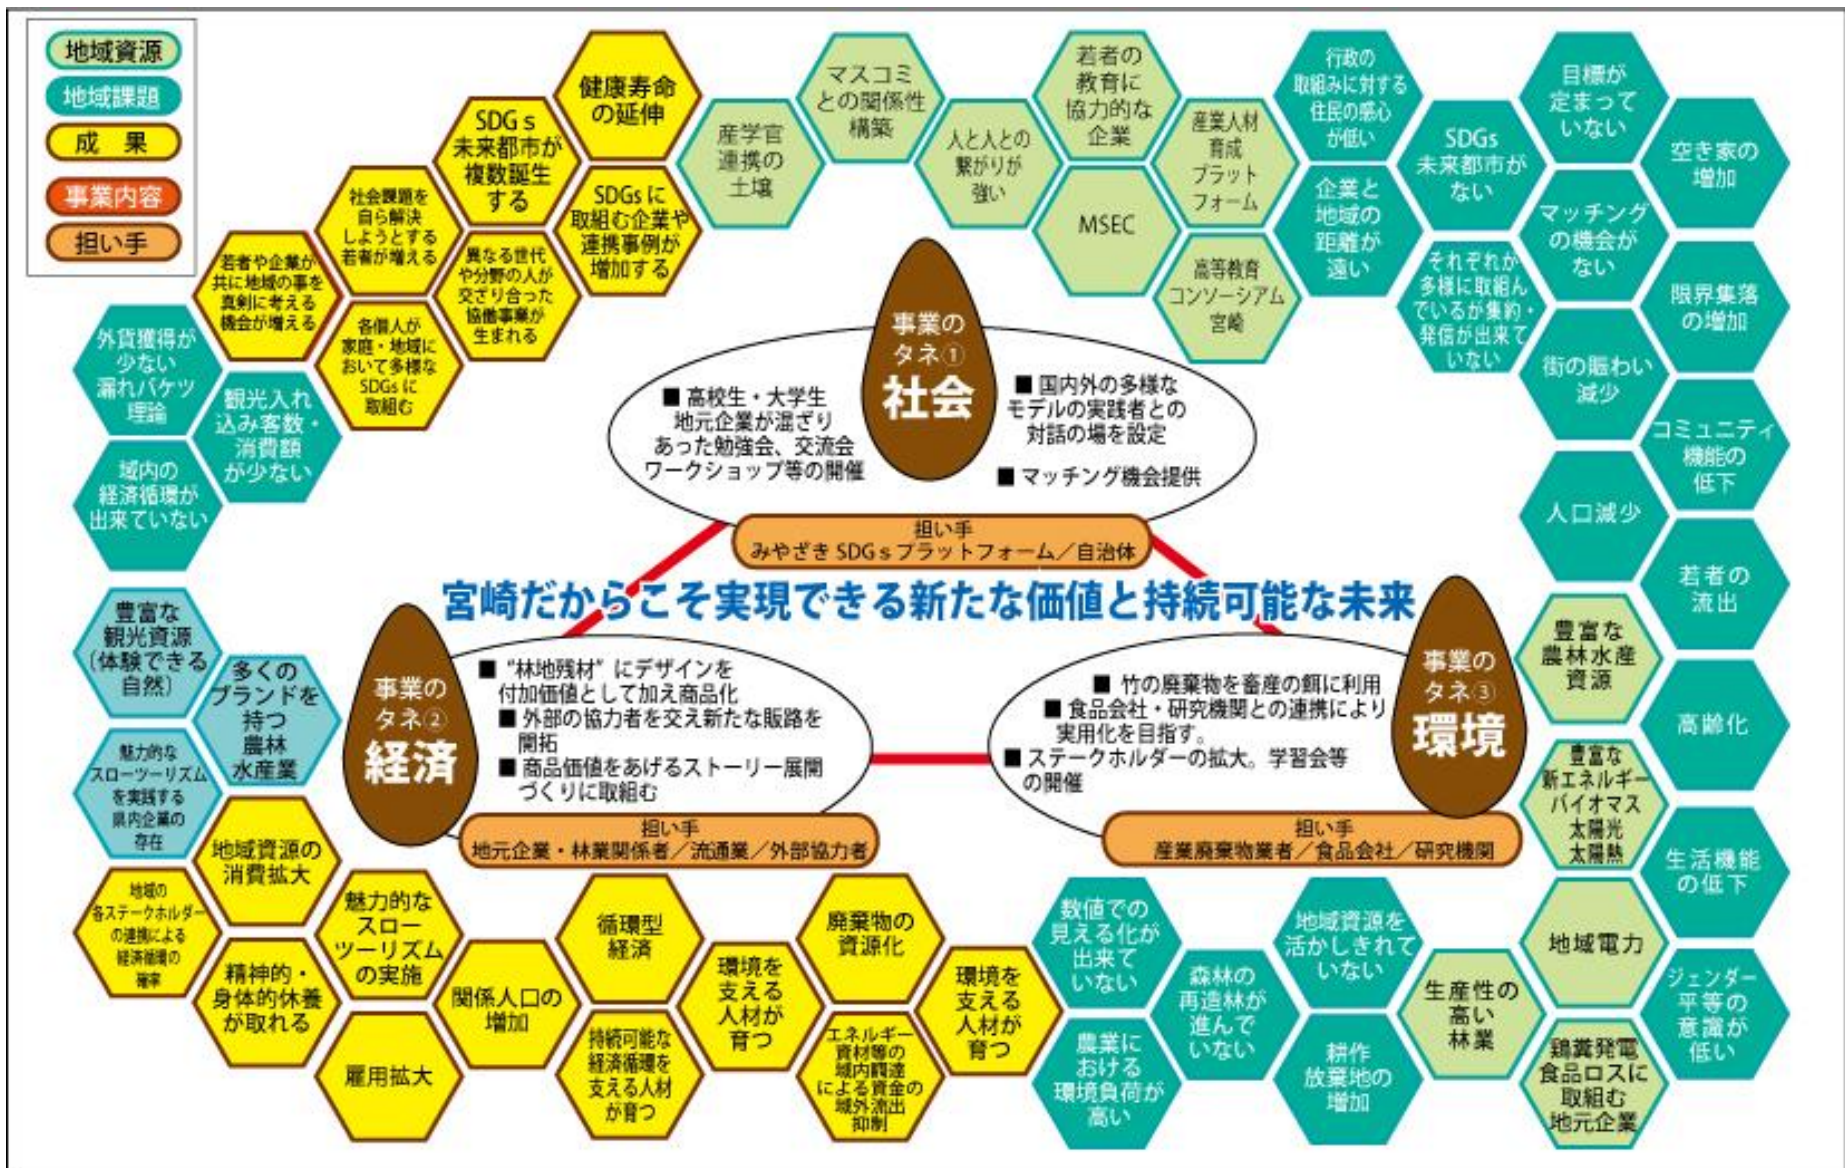 地域資源
地域課題
成　果
事業内容
担い手
健康寿命
の延伸
SDGｓ
未来都市が
複数誕生
する
SDGsに
取組む企業や
連携事例が
増加する
社会課題を
自ら解決
しようとする
若者が増える
異なる世代
や分野の人が
交ざり合った
協働事業が
生まれる
若者や企業が
共に地域の事を
真剣に考える
機会が増える
各個人が
家庭・地域に
おいて多様な
SDGsに
取組む
外貨獲得が
少ない
漏れバケツ
理論
観光入れ
込み客数・
消費額
が少ない
域内の
経済循環が
出来ていない
産学官
連携の
土壌
マスコミ
との関係性
構築
人と人との
繋がりが
強い
若者の
教育に
協力的な
企業
MSEC
産業人材
育成
プラット
フォーム
高等教育
コンソーシアム
宮崎
行政の
取組みに対する
住民の感心
が低い
企業と
地域の
距離が
遠い
SDGs
未来都市が
ない
それぞれが
多様に取組ん
でいるが集約・
発信が出来て
いない
目標が
定まって
いない
マッチング
の機会が
ない
街の賑わい
減少
人口減少
空き家の
増加
限界集落
の増加
コミュニティ
機能の
低下
若者の
流出
高齢化
生活機能
の低下
ジェンダー
平等の
意識が
低い
事業の
タネ①
社会
■ 高校生・大学生
地元企業が混ざり
あった勉強会、交流会
ワークショップ等の開催
■ 国内外の多様な
モデルの実践者との
対話の場を設定
■ マッチング機会提供
担い手
みやざきSDGｓプラットフォーム／自治体
宮崎だからこそ実現できる新たな価値と持続可能な未来
事業の
タネ②
経済
■ “林地残材”にデザインを
付加価値として加え商品化
■ 外部の協力者を交え新たな販路を
開拓
■ 商品価値をあげるストーリー展開
づくりに取組む
担い手
地元企業・林業関係者／流通業／外部協力者
事業の
タネ③
環境
■ 竹の廃棄物を畜産の餌に利用
■ 食品会社・研究機関との連携により
実用化を目指す。
■ ステークホルダーの拡大。学習会等
の開催
担い手
産業廃棄物業者／食品会社／研究機関
豊富な
観光資源
（体験できる
自然）
多くの
ブランドを
持つ
農林
水産業
魅力的な
スローツーリズム
を実践する
県内企業の
存在
地域資源の
消費拡大
地域の
各ステークホルダー
の連携による
経済循環の
確率
精神的・
身体的休養
が取れる
魅力的な
スロー
ツーリズム
の実施
雇用拡大
関係人口の
増加
循環型
経済
持続可能な
経済循環を
支える人材
が育つ
環境を
支える
人材が
育つ
廃棄物の
資源化
エネルギー
資材等の
域内調達
による資金の
域外流出
抑制
環境を
支える
人材が
育つ
数値での
見える化が
出来て
いない
農業に
おける
環境負荷が
高い
森林の
再造林が
進んで
いない
地域資源を
活かしきれて
いない
耕作
放棄地の
増加
豊富な
農林水産
資源
豊富な
新エネルギー
バイオマス
太陽光
太陽熱
地域電力
生産性の
高い
林業
鶏糞発電
食品ロスに
取組む
地元企業